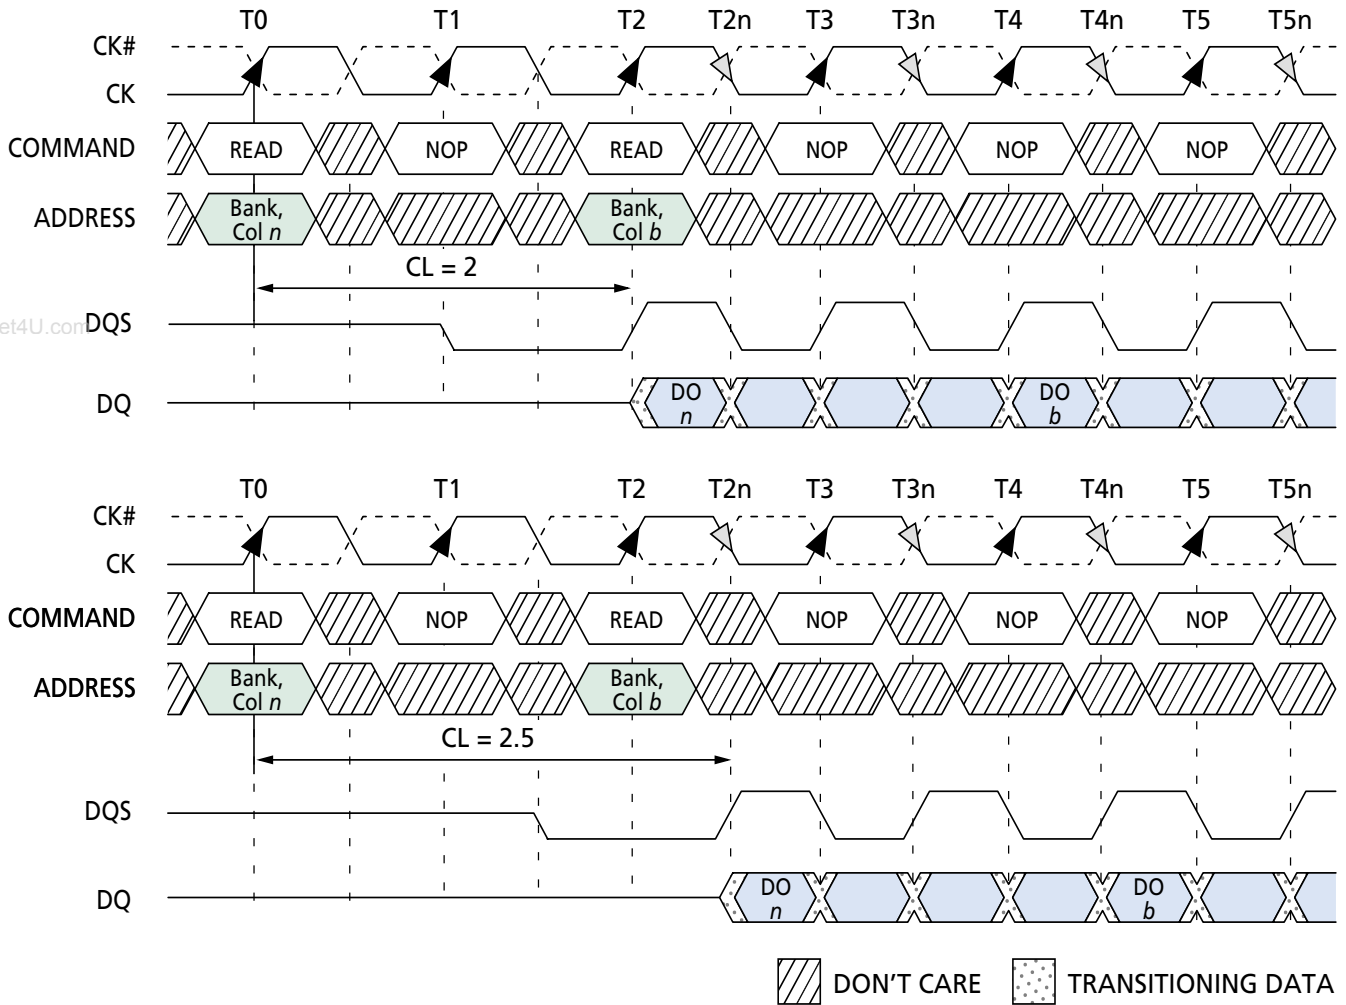 T0 T1 T2 T2n T3 T3n T4 T4n T5 T5n
CK#
CK
COMMAND READ NOP READ NOP NOP NOP
ADDRESS Bank, Col n Bank, Col b
CL = 2
et4U.com
DQS
DQ DO n DO b
T0 T1 T2 T2n T3 T3n T4 T4n T5 T5n
CK#
CK
COMMAND READ NOP READ NOP NOP NOP
ADDRESS Bank, Col n Bank, Col b
CL = 2.5
DQS
DQ DO n DO b
DON'T CARE TRANSITIONING DATA